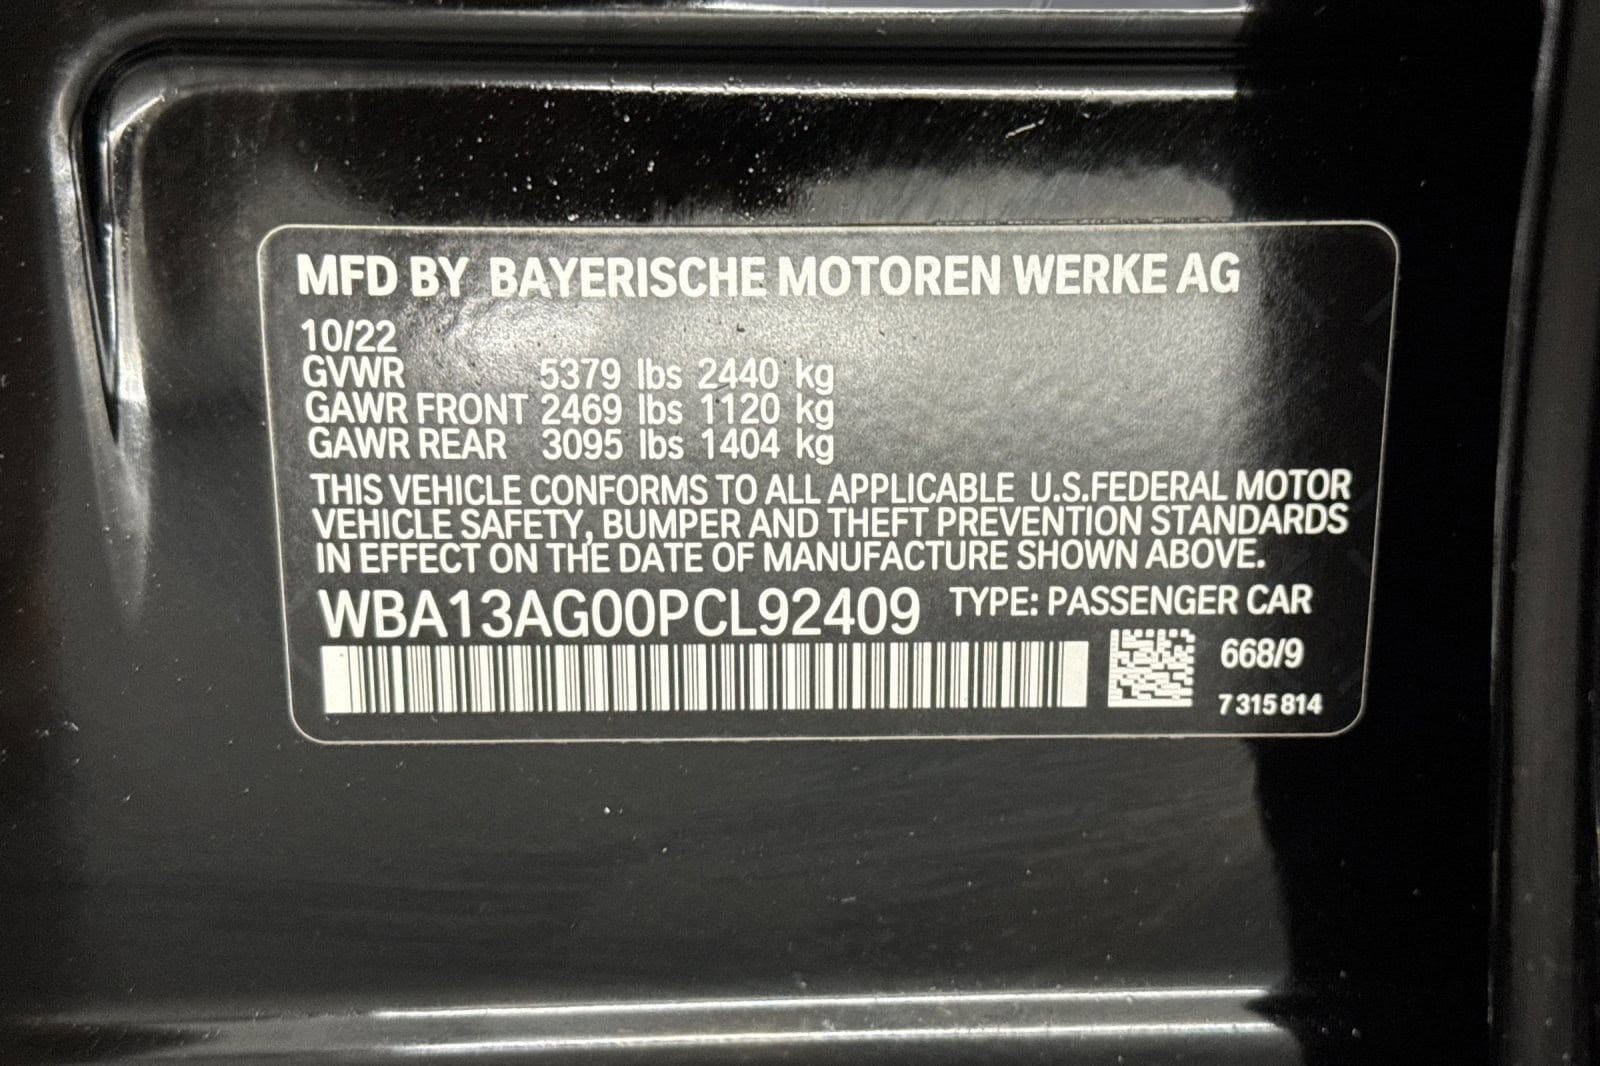 MFD BY BAYERISCHE MOTOREN WERKE AG
10/22
GVWR 5379 lbs 2440 kg
GAWR FRONT 2469 lbs 1120 kg
GAWR REAR 3095 lbs 1404 kg
THIS VEHICLE CONFORMS TO ALL APPLICABLE U.S.FEDERAL MOTOR
VEHICLE SAFETY, BUMPER AND THEFT PREVENTION STANDARDS
IN EFFECT ON THE DATE OF MANUFACTURE SHOWN ABOVE.
WBA13AG00PCL92409 TYPE: PASSENGER CAR
668/9
7 315 814